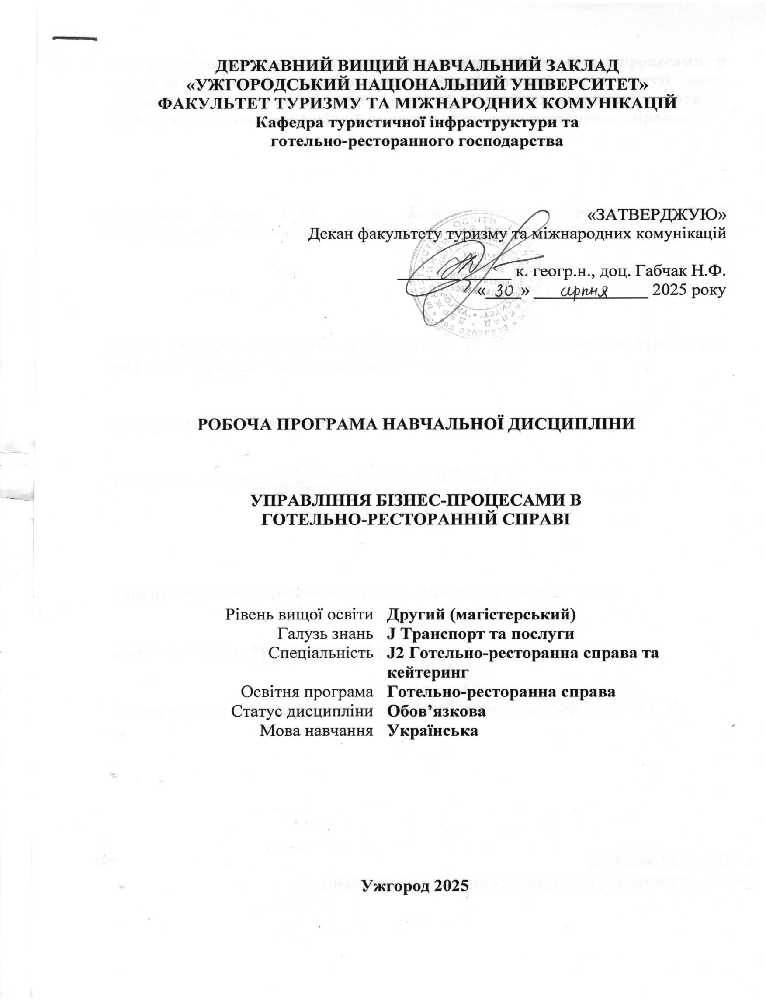 ДЕРЖАВНИЙ ВИЩИЙ НАВЧАЛЬНИЙ ЗАКЛАД
«УЖГОРОДСЬКИЙ НАЦІОНАЛЬНИЙ УНІВЕРСИТЕТ»
ФАКУЛЬТЕТ ТУРИЗМУ ТА МІЖНАРОДНИХ КОМУНІКАЦІЙ
Кафедра туристичної інфраструктури та
готельно-ресторанного господарства
«ЗАТВЕРДЖУЮ»
Декан факультету туризму та міжнародних комунікацій
к. геогр.н., доц. Габчак Н.Ф.
«30» серпня 2025 року
РОБОЧА ПРОГРАМА НАВЧАЛЬНОЇ ДИСЦИПЛІНИ
УПРАВЛІННЯ БІЗНЕС-ПРОЦЕСАМИ В
ГОТЕЛЬНО-РЕСТОРАННІЙ СПРАВІ
Рівень вищої освіти Другий (магістерський)
Галузь знань J Транспорт та послуги
Спеціальність J2 Готельно-ресторанна справа та
кейтеринг
Освітня програма Готельно-ресторанна справа
Статус дисципліни Обов'язкова
Мова навчання Українська
Ужгород 2025